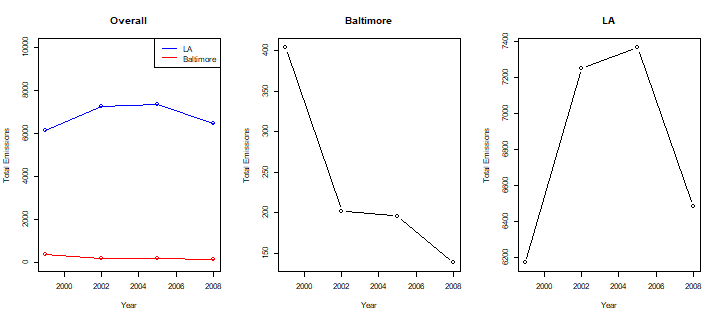 Overall
Total Emissions
10000
8000
6000
4000
2000
0
LA
Baltimore
2000 2002 2004 2006 2008
Year
Baltimore
Total Emissions
400
350
300
250
200
150
2000 2002 2004 2006 2008
Year
LA
Total Emissions
7400
7200
7000
6800
6600
6400
6200
2000 2002 2004 2006 2008
Year